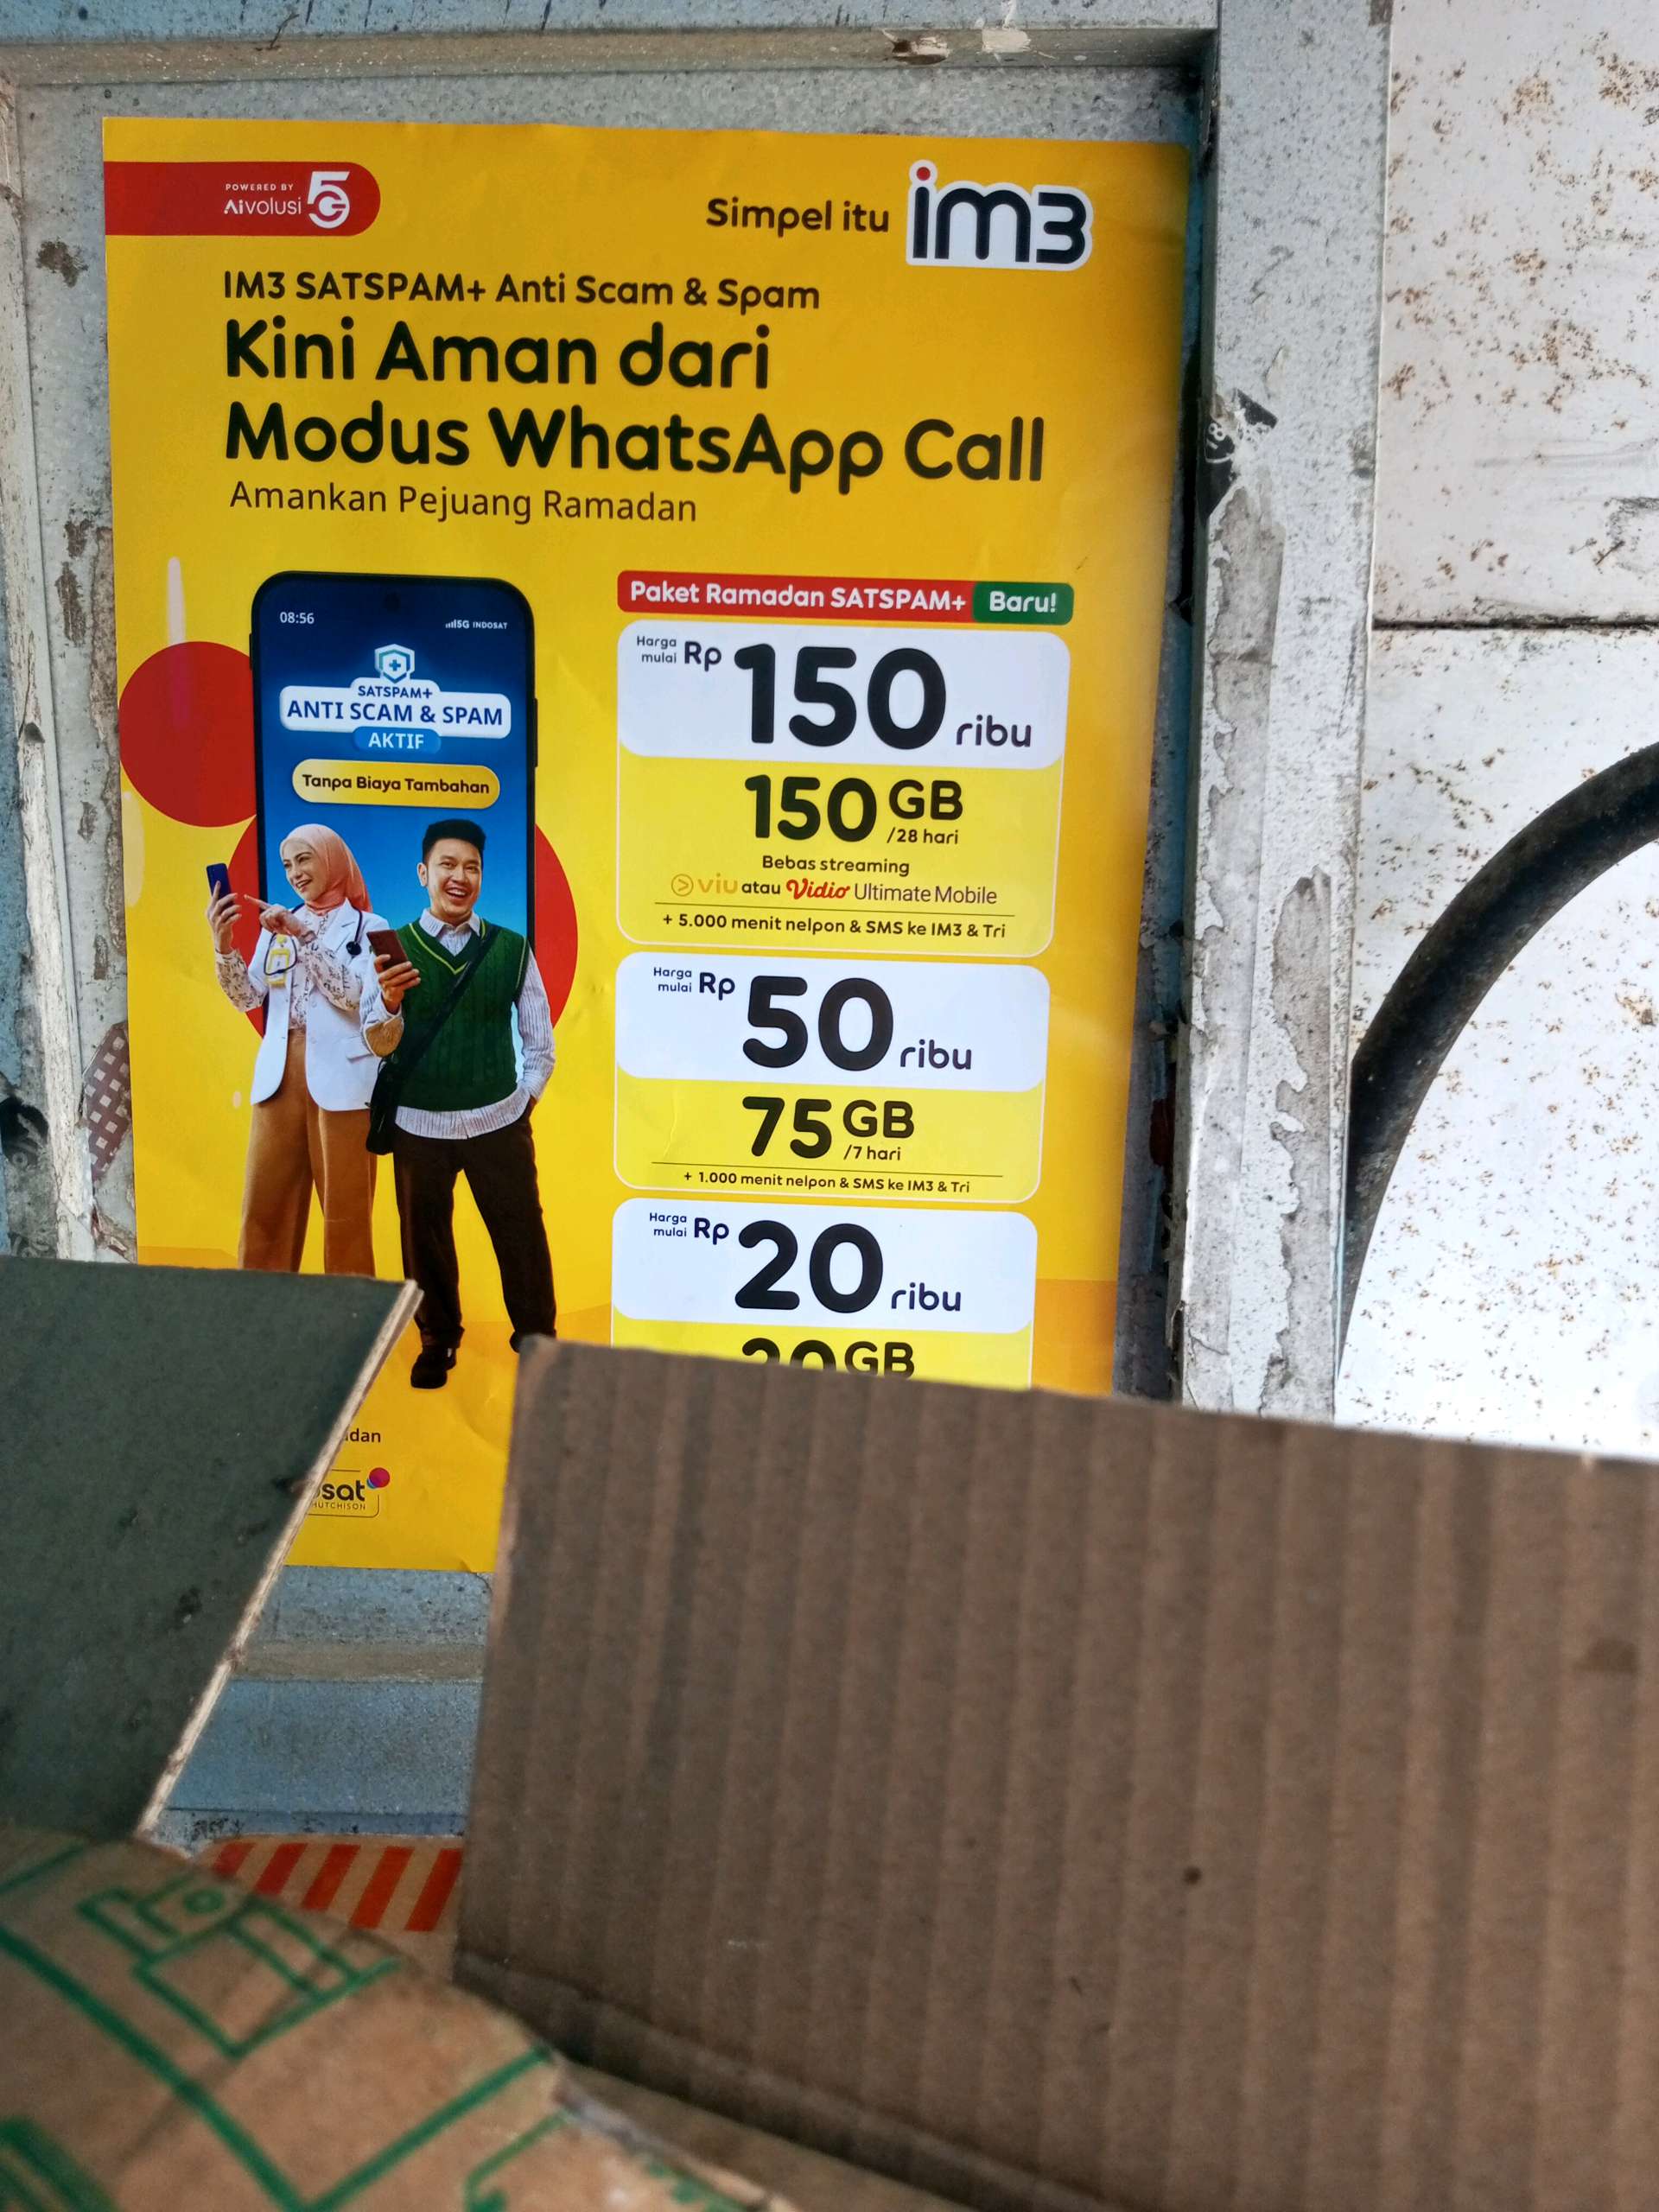 POWERED BY
AIvolusi 5G
Simpel itu im3
IM3 SATSPAM+ Anti Scam & Spam
Kini Aman dari
Modus WhatsApp Call
Amankan Pejuang Ramadan
08:56
5G INDOSAT
SATSPAM+
ANTI SCAM & SPAM
AKTIF
Tanpa Biaya Tambahan
Paket Ramadan SATSPAM+ Baru!
Harga mulai Rp 150 ribu
150 GB /28 hari
Bebas streaming
viu atau Vidio Ultimate Mobile
+ 5.000 menit nelpon & SMS ke IM3 & Tri
Harga mulai Rp 50 ribu
75 GB /7 hari
+ 1.000 menit nelpon & SMS ke IM3 & Tri
Harga mulai Rp 20 ribu
GB
dan
sat
HUTCHISON